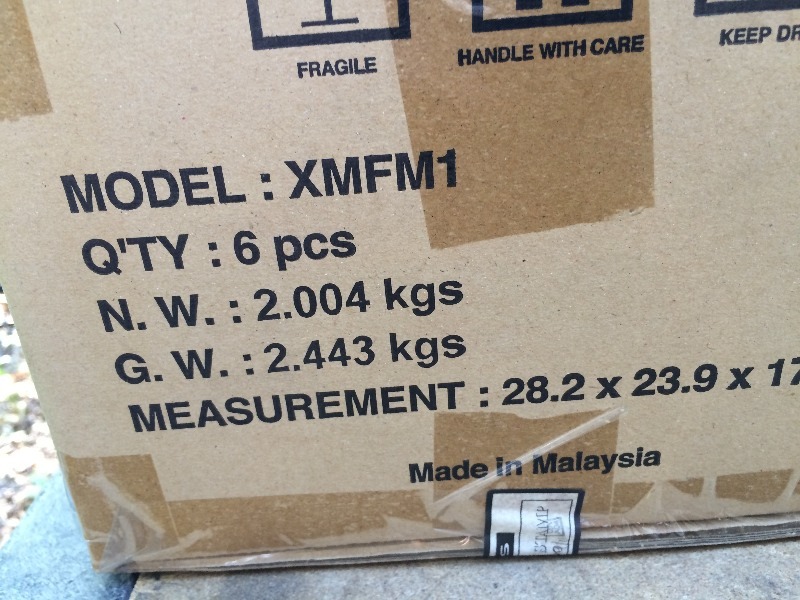 FRAGILE
HANDLE WITH CARE
KEEP DR
MODEL : XMFM1
Q'TY : 6 pcs
N. W. : 2.004 kgs
G. W. : 2.443 kgs
MEASUREMENT : 28.2 x 23.9 x 17
Made in Malaysia